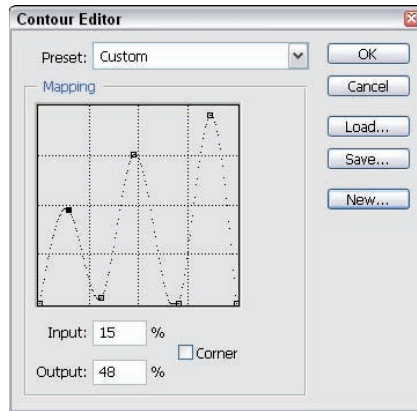 Contour Editor
Preset: Custom
OK
Cancel
Mapping
Load...
Save...
New...
Input: 15 %
Corner
Output: 48 %